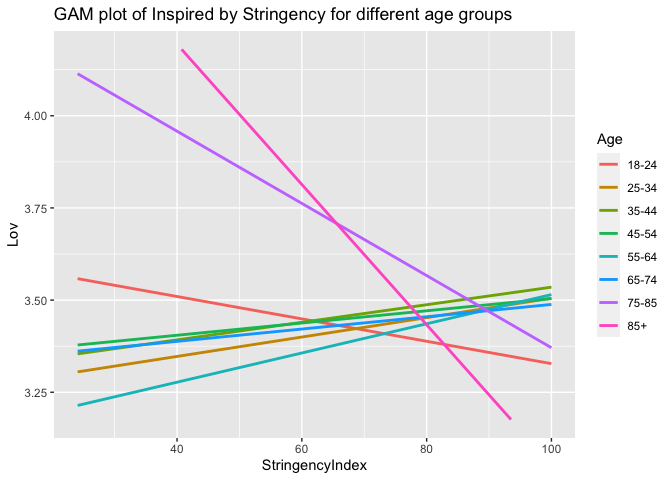 GAM plot of Inspired by Stringency for different age groups
4.00
3.75
3.50
3.25
Lov
40 60 80 100
StringencyIndex
Age
18-24
25-34
35-44
45-54
55-64
65-74
75-85
85+